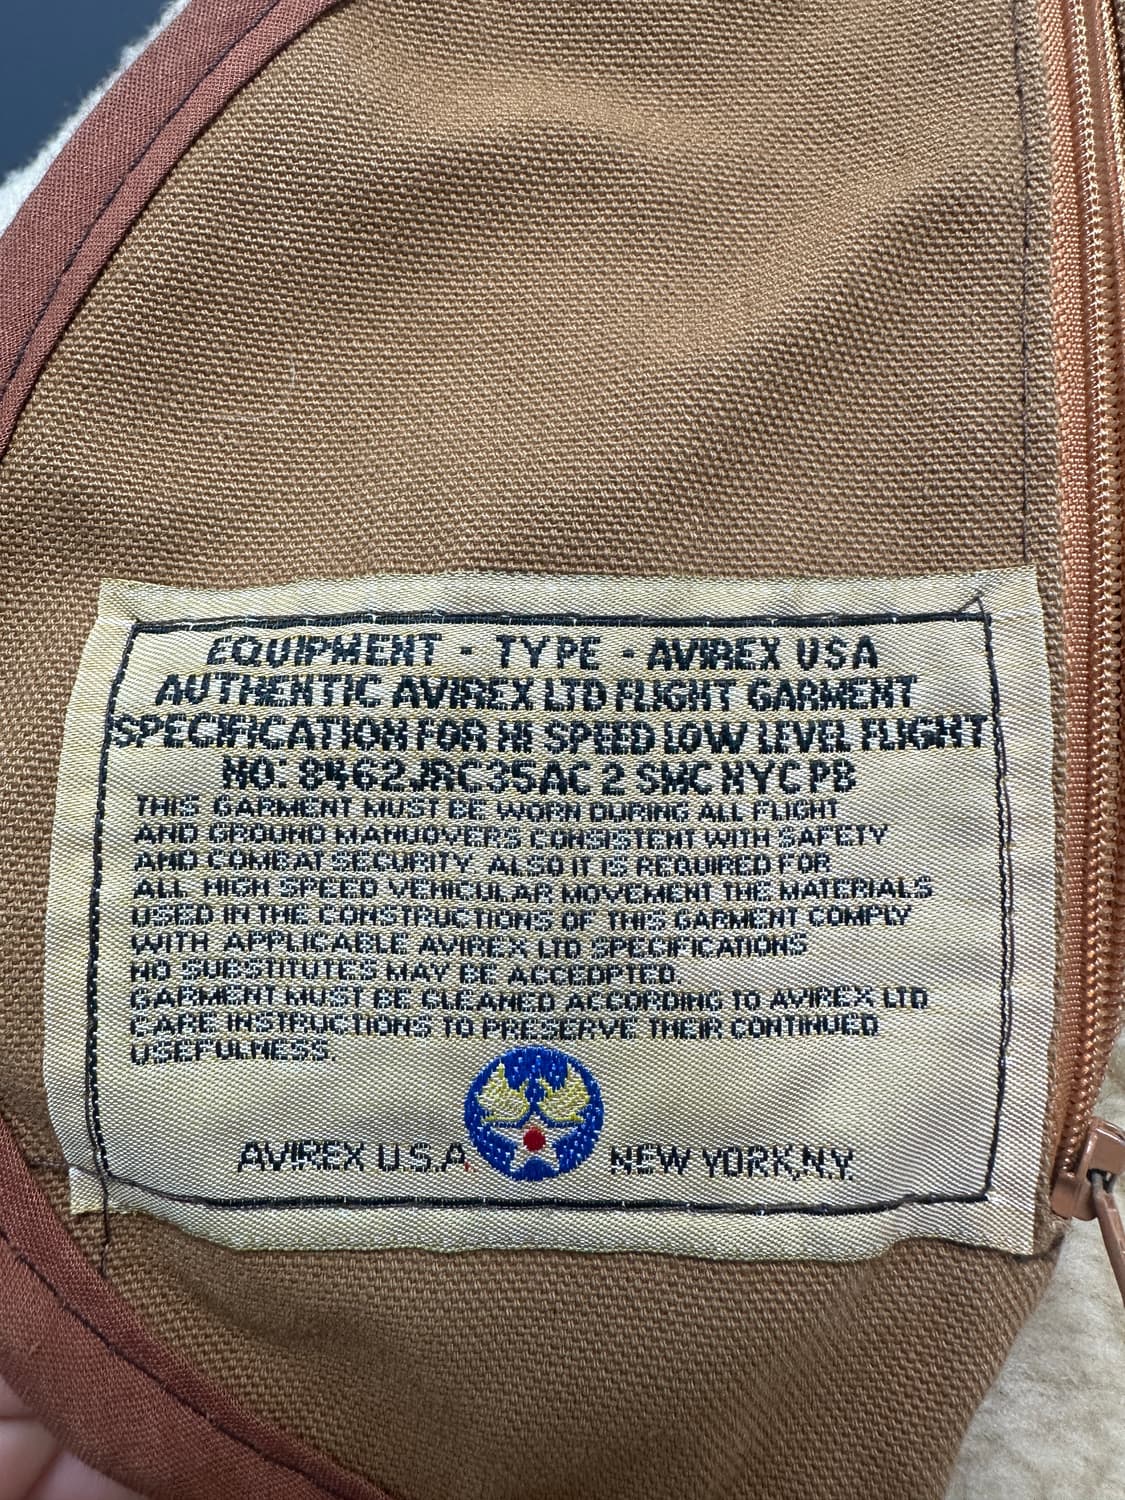 EQUIPMENT - TYPE - AVIREX USA
AUTHENTIC AVIREX LTD FLIGHT GARMENT
SPECIFICATION FOR HI SPEED LOW LEVEL FLIGHT
NO: 8462JRC35AC 2 SMC NYC PB
THIS GARMENT MUST BE WORN DURING ALL FLIGHT
AND GROUND MANUOVERS CONSISTENT WITH SAFETY
AND COMBAT SECURITY. ALSO IT IS REQUIRED FOR
ALL HIGH SPEED VEHICULAR MOVEMENT THE MATERIALS
USED IN THE CONSTRUCTIONS OF THIS GARMENT COMPLY
WITH APPLICABLE AVIREX LTD SPECIFICATIONS
NO SUBSTITUTES MAY BE ACCEOPTED.
GARMENT MUST BE CLEANED ACCORDING TO AVIREX LTD
CARE INSTRUCTIONS TO PRESERVE THEIR CONTINUED
USEFULNESS.
AVIREX U.S.A. NEW YORK, N.Y.